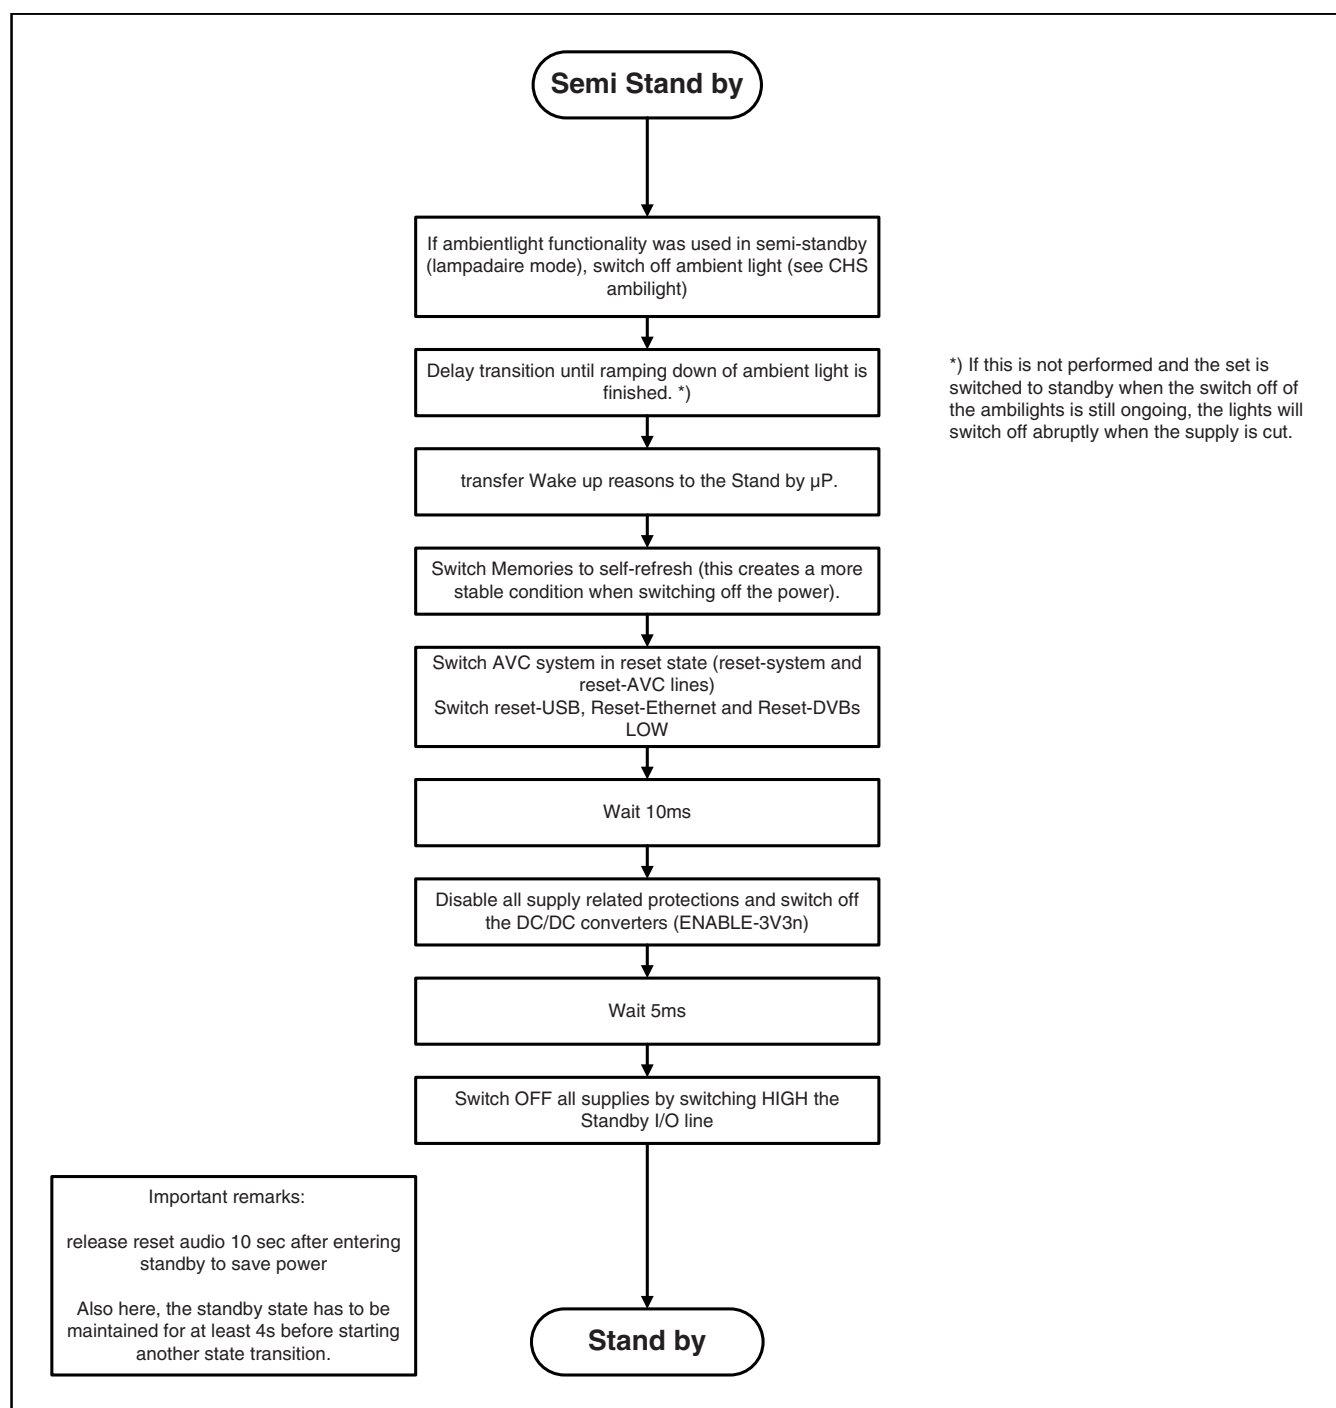 Semi Stand by
If ambientlight functionality was used in semi-standby
(lampadaire mode), switch off ambient light (see CHS
ambilight)
Delay transition until ramping down of ambient light is
finished. *)
*) If this is not performed and the set is
switched to standby when the switch off of
the ambilights is still ongoing, the lights will
switch off abruptly when the supply is cut.
transfer Wake up reasons to the Stand by µP.
Switch Memories to self-refresh (this creates a more
stable condition when switching off the power).
Switch AVC system in reset state (reset-system and
reset-AVC lines)
Switch reset-USB, Reset-Ethernet and Reset-DVBs
LOW
Wait 10ms
Disable all supply related protections and switch off
the DC/DC converters (ENABLE-3V3n)
Wait 5ms
Switch OFF all supplies by switching HIGH the
Standby I/O line
Important remarks:
release reset audio 10 sec after entering
standby to save power
Also here, the standby state has to be
maintained for at least 4s before starting
another state transition.
Stand by